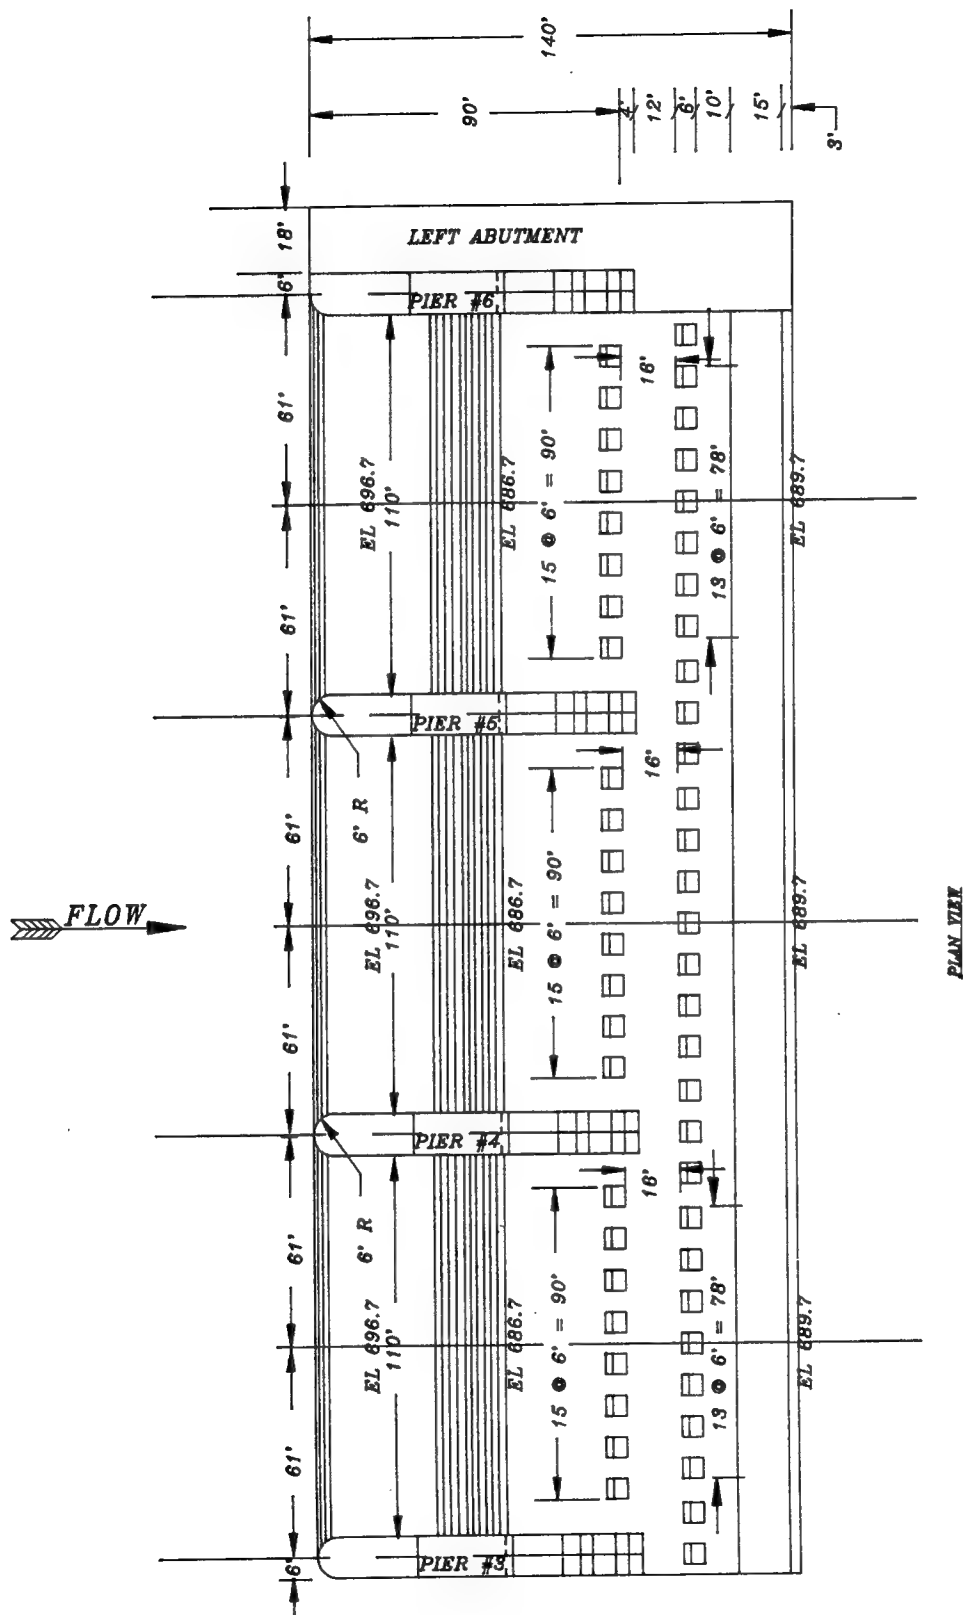 140'
90'
4'
12'
6'
10'
15'
3'
18'
LEFT ABUTMENT
6'
PIER #6
61'
EL 696.7
110'
EL 686.7
15 @ 6' = 90'
16'
13 @ 6' = 78'
EL 689.7
61'
PIER #5
6' R
61'
16'
FLOW
EL 696.7
110'
EL 686.7
15 @ 6' = 90'
EL 689.7
PLAN VIEW
61'
PIER #4
6' R
61'
16'
EL 696.7
110'
EL 686.7
15 @ 6' = 90'
13 @ 6' = 78'
EL 689.7
61'
6'
PIER #3